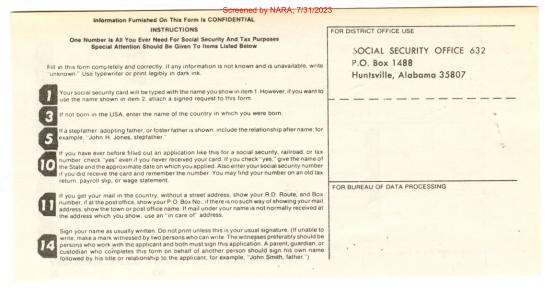 Screened by NARA, 7/31/2023
Information Furnished On This Form Is CONFIDENTIAL
INSTRUCTIONS
One Number Is All You Ever Need For Social Security And Tax Purposes
Special Attention Should Be Given To Items Listed Below
Fill in this form completely and correctly. If any information is not known and is unavailable, write
"unknown." Use typewriter or print legibly in dark ink.
1 Your social security card will be typed with the name you show in item 1. However, if you want to
use the name shown in item 2, attach a signed request to this form.
3 If not born in the USA, enter the name of the country in which you were born.
5 If a stepfather, adopting father, or foster father is shown, include the relationship after name; for
example, "John H. Jones, stepfather."
10 If you have ever before filled out an application like this for a social security, railroad, or tax
number, check "yes" even if you never received your card. If you check "yes," give the name of
the State and the approximate date on which you applied. Also enter your social security number
if you did receive the card and remember the number. You may find your number on an old tax
return, payroll slip, or wage statement.
11 If you get your mail in the country, without a street address, show your R.D. Route, and Box
number; if at the post office, show your P.O. Box No.; if there is no such way of showing your mail
address, show the town or post office name. If mail under your name is not normally received at
the address which you show, use an "in care of" address.
14 Sign your name as usually written. Do not print unless this is your usual signature. (If unable to
write, make a mark witnessed by two persons who can write. The witnesses preferably should be
persons who work with the applicant and both must sign this application. A parent, guardian, or
custodian who completes this form on behalf of another person should sign his own name
followed by his title or relationship to the applicant; for example, "John Smith, father.")
FOR DISTRICT OFFICE USE
SOCIAL SECURITY OFFICE 632
P.O. Box 1488
Huntsville, Alabama 35807
FOR BUREAU OF DATA PROCESSING